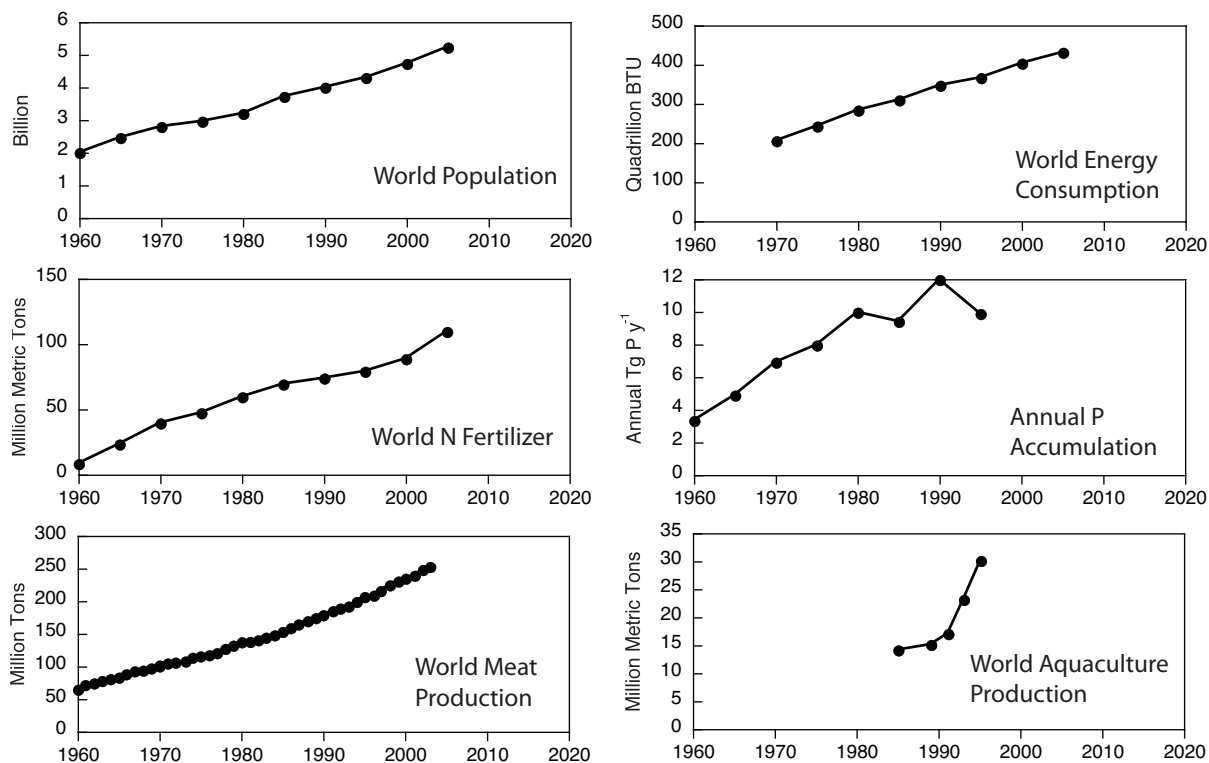 Billion
6
5
4
3
2
1
0
World Population
1960 1970 1980 1990 2000 2010 2020
Quadrillion BTU
500
400
300
200
100
0
World Energy
Consumption
1960 1970 1980 1990 2000 2010 2020
Million Metric Tons
150
100
50
0
World N Fertilizer
1960 1970 1980 1990 2000 2010 2020
Annual Tg P y⁻¹
12
10
8
6
4
2
0
Annual P
Accumulation
1960 1970 1980 1990 2000 2010 2020
Million Tons
300
250
200
150
100
50
0
World Meat
Production
1960 1970 1980 1990 2000 2010 2020
Million Metric Tons
35
30
25
20
15
10
5
0
World Aquaculture
Production
1960 1970 1980 1990 2000 2010 2020